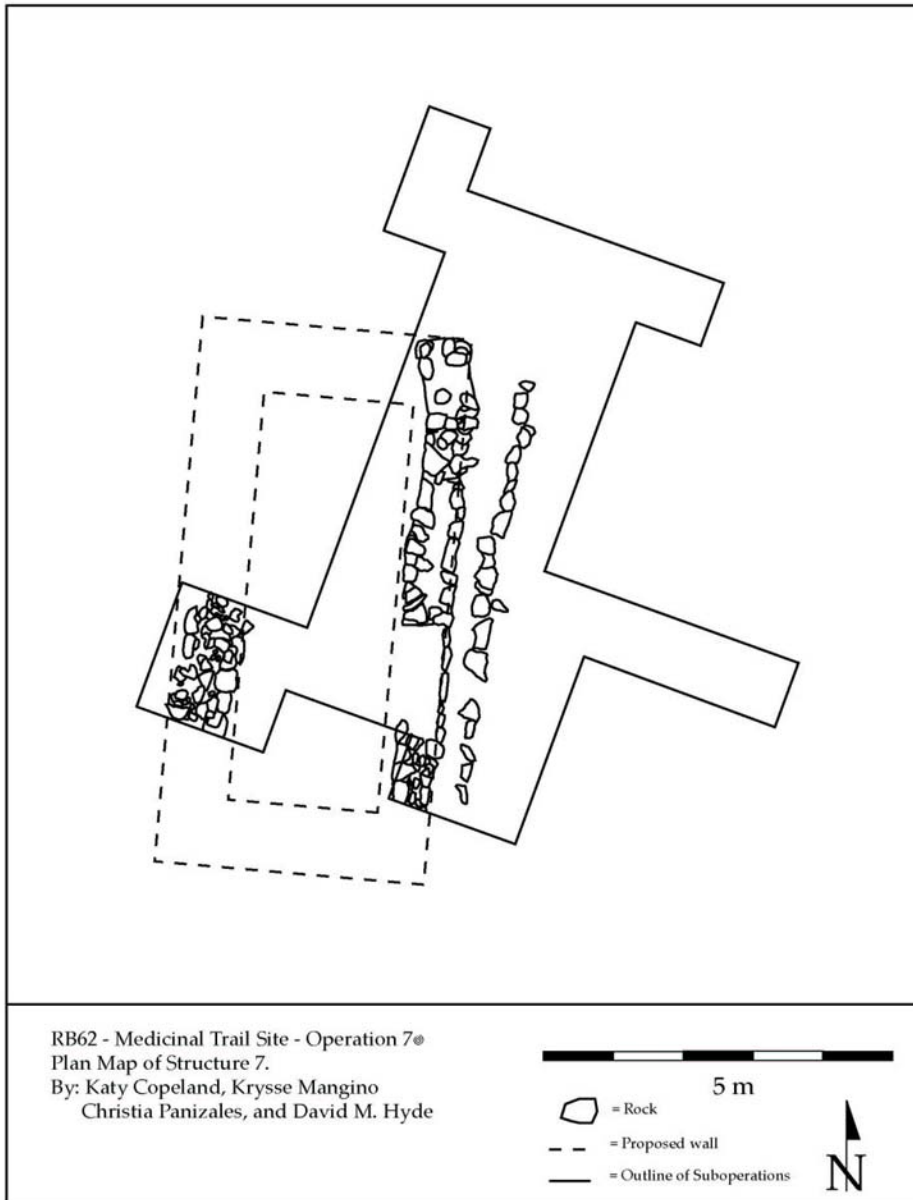 RB62 - Medicinal Trail Site - Operation 7
Plan Map of Structure 7.
By: Katy Copeland, Krysse Mangino
Christia Panizales, and David M. Hyde
5 m
= Rock
= Proposed wall
= Outline of Suboperations
N